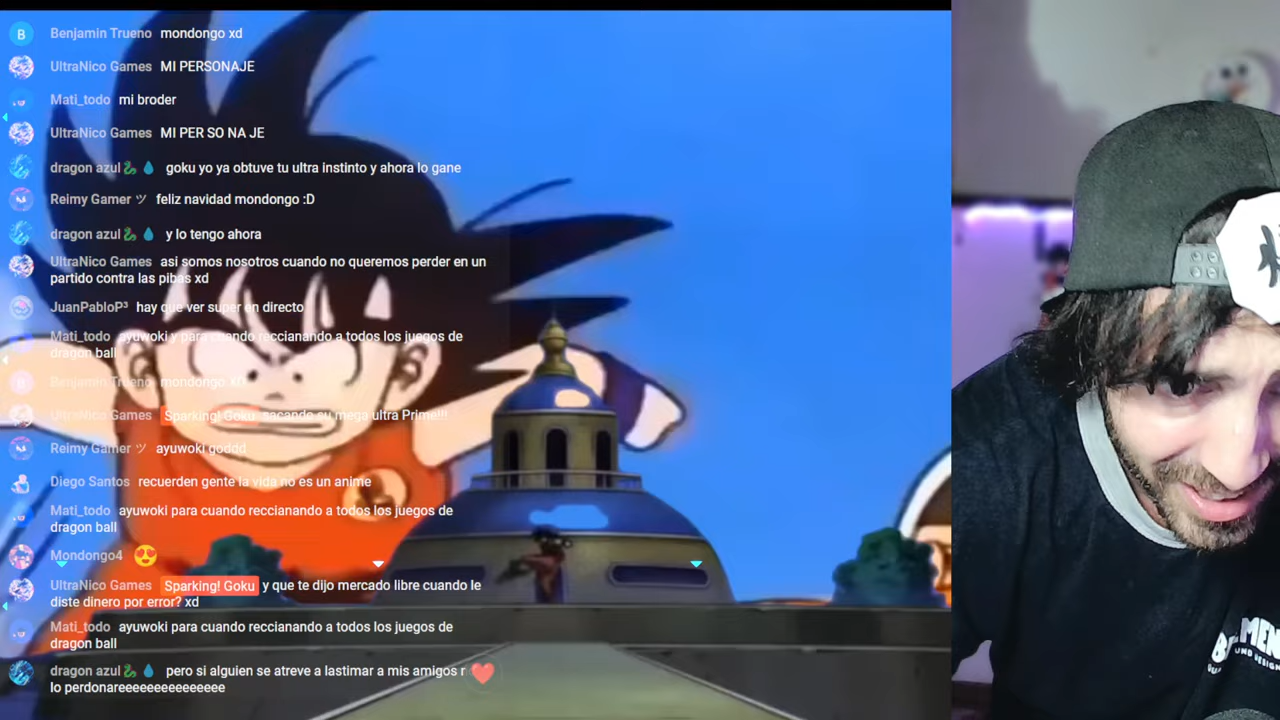 Benjamin Trueno mondongo xd
UltraNico Games MI PERSONAJE
Mati_todo mi broder
UltraNico Games MI PER SO NA JE
dragon azul🐉💧 goku yo ya obtuve tu ultra instinto y ahora lo gane
Reimy Gamer ツ feliz navidad mondongo :D
dragon azul🐉💧 y lo tengo ahora
UltraNico Games asi somos nosotros cuando no queremos perder en un
partido contra las pibas xd
JuanPabloP³ hay que ver super en directo
Mati_todo ayuwoki y para cuando reccianando a todos los juegos de
dragon ball
Benjamin Trueno mondongo XD
UltraNico Games Sparking! Goku sacando su mega ultra Prime!!!
Reimy Gamer ツ ayuwoki goddd
Diego Santos recuerden gente la vida no es un anime
Mati_todo ayuwoki para cuando reccianando a todos los juegos de
dragon ball
Mondongo4 😍
UltraNico Games Sparking! Goku y que te dijo mercado libre cuando le
diste dinero por error? xd
Mati_todo ayuwoki para cuando reccianando a todos los juegos de
dragon ball
dragon azul🐉💧 pero si alguien se atreve a lastimar a mis amigos
lo perdonareeeeeeeeeeeeeee